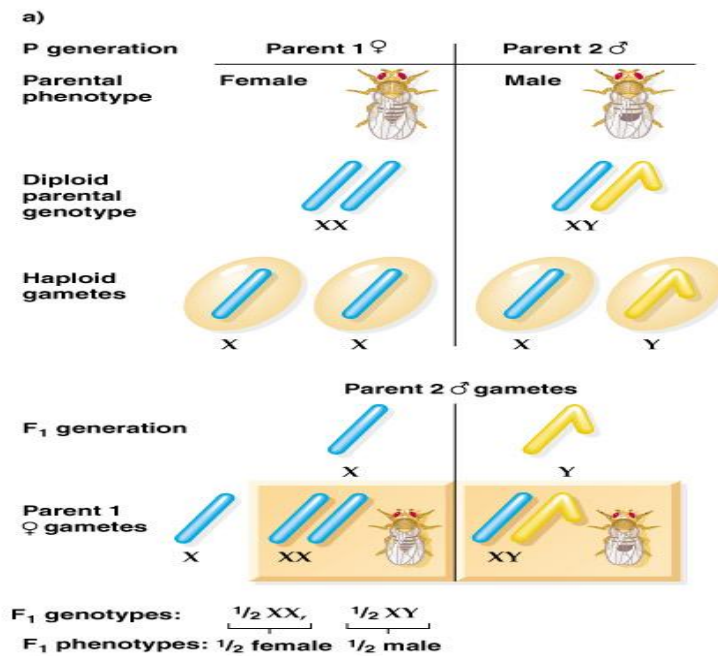 a)
P generation Parent 1 ♀ Parent 2 ♂
Parental Female Male
phenotype
Diploid
parental
genotype
XX XY
Haploid
gametes
X X X Y
Parent 2 ♂ gametes
F₁ generation
X Y
Parent 1
♀ gametes
X XX XY
F₁ genotypes: 1/2 XX, 1/2 XY
F₁ phenotypes: 1/2 female 1/2 male